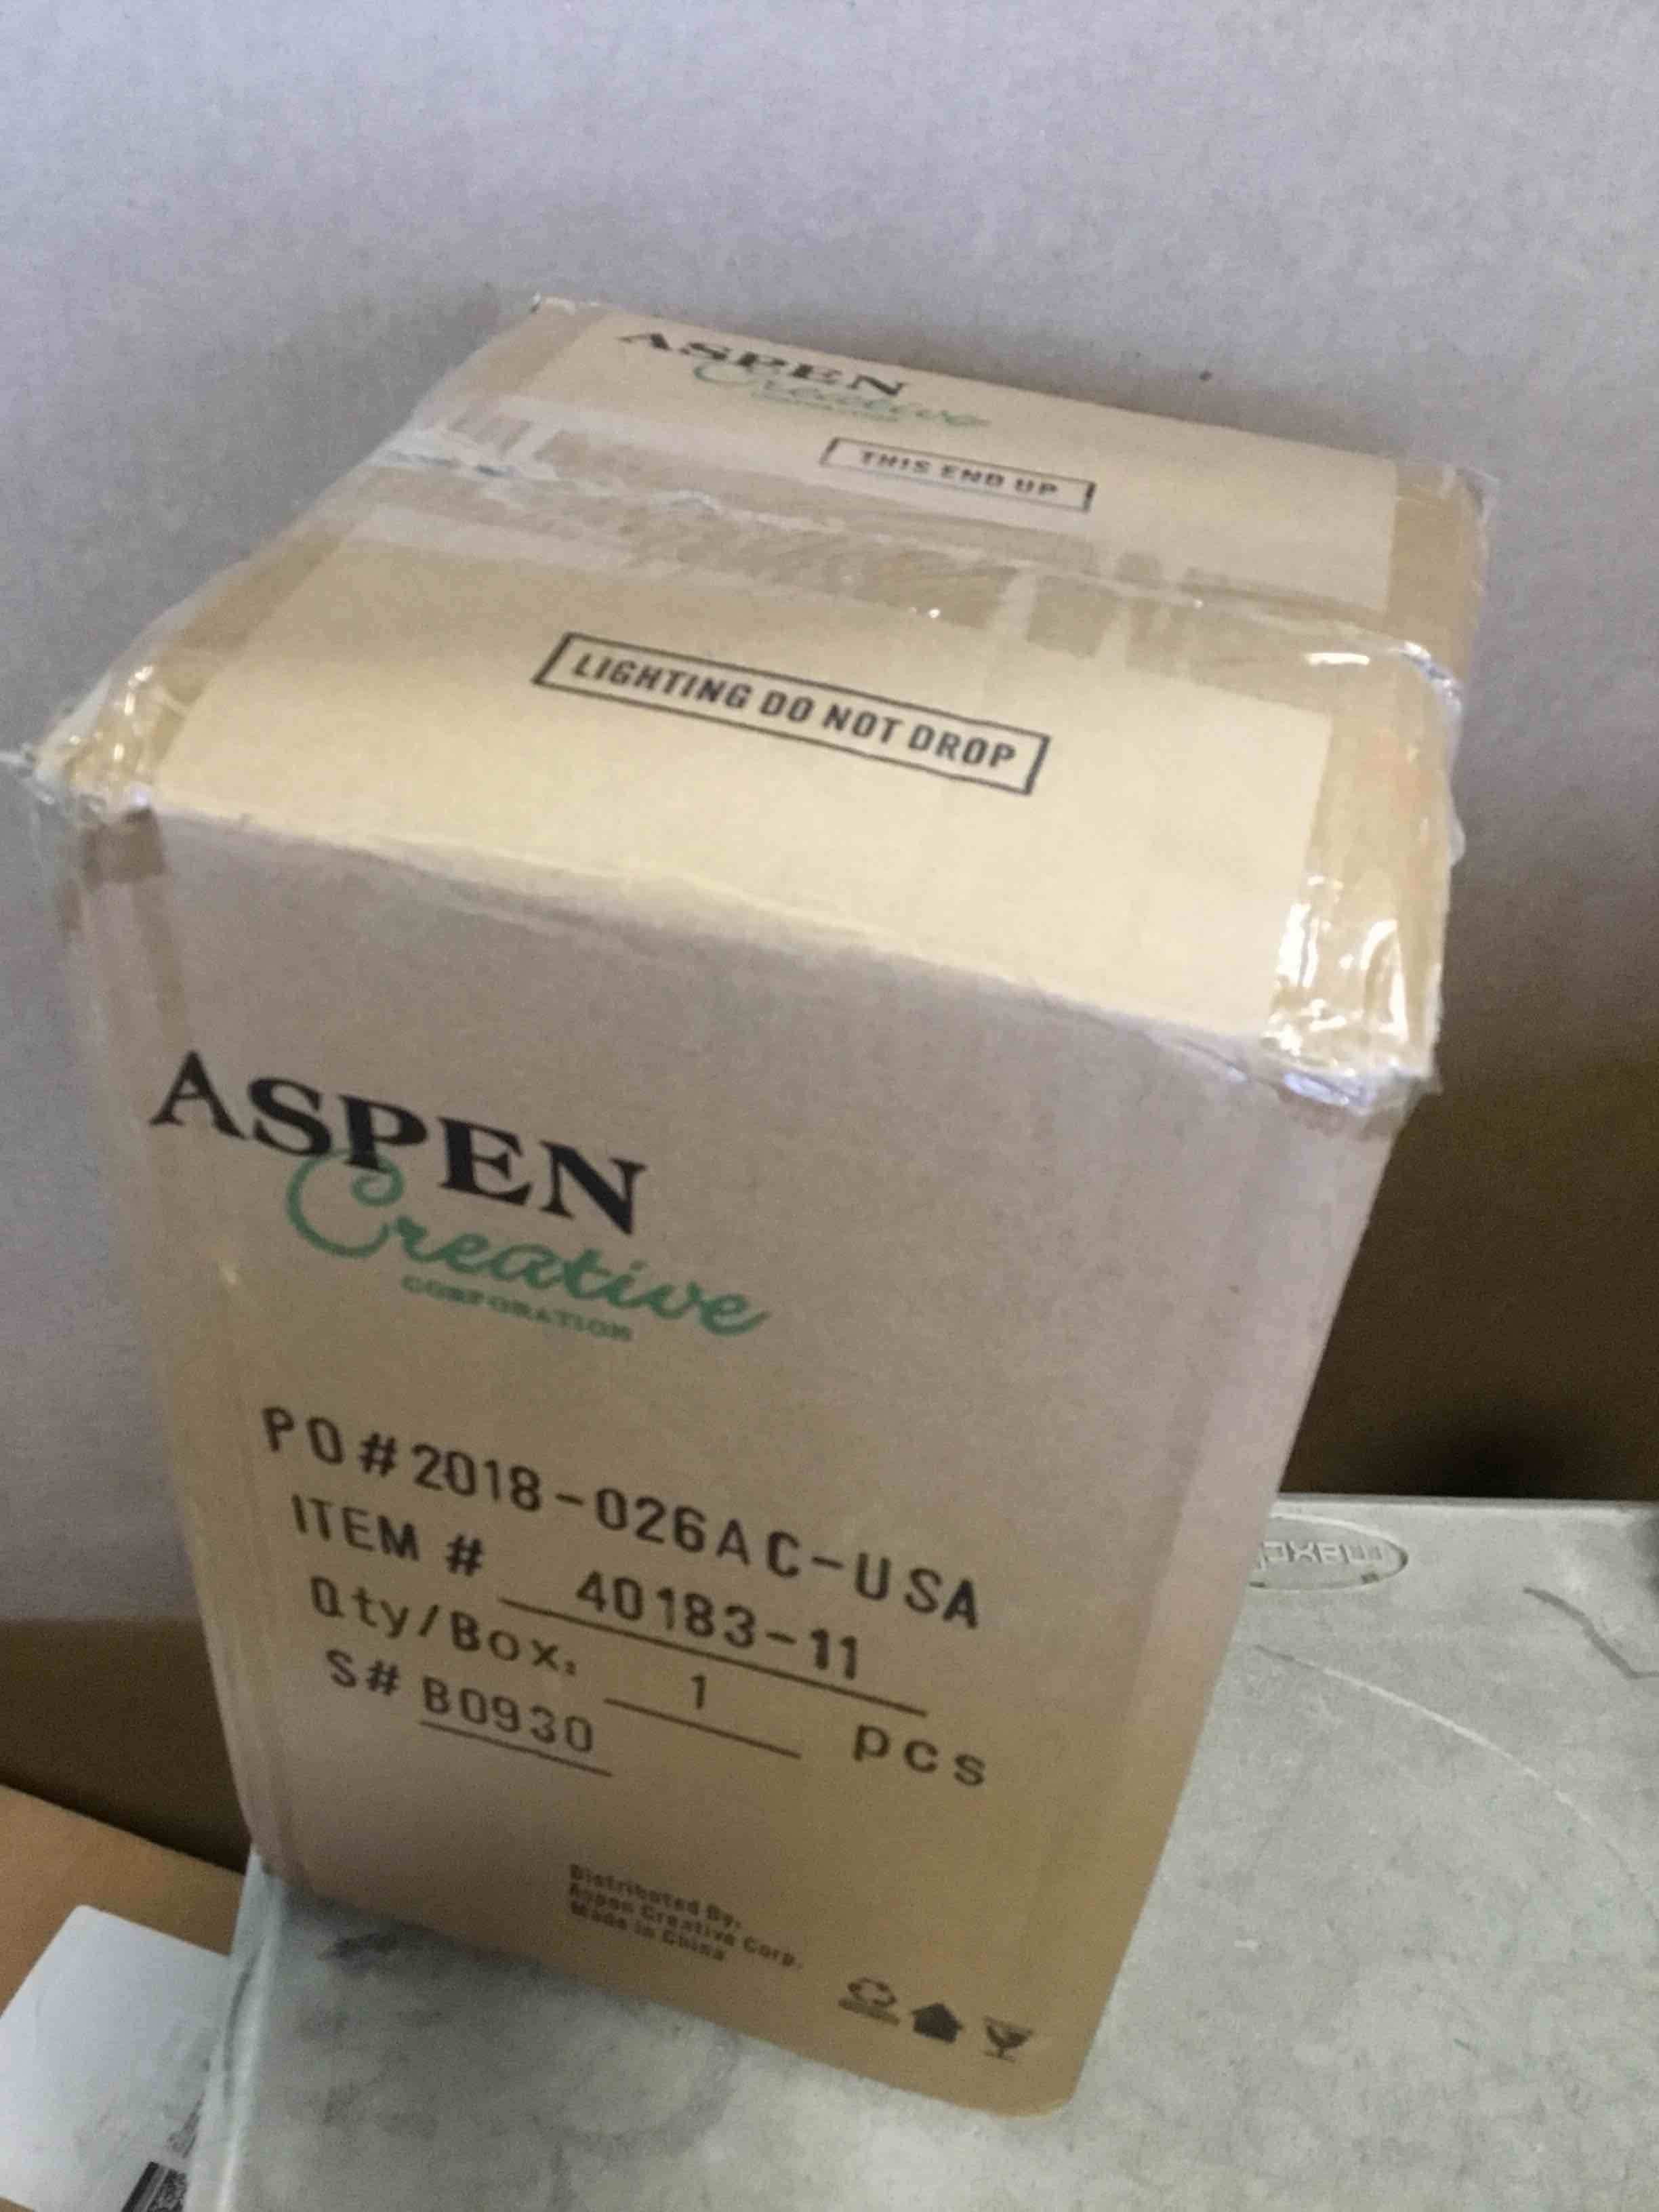 ASPEN
Creative
THIS END UP
LIGHTING DO NOT DROP
ASPEN
Creative
CORPORATION
PO#2018-026AC-USA
ITEM # 40183-11
Qty/Box: 1 pcs
S# B0930
Distributed By:
Aspen Creative Corp.
Made in China